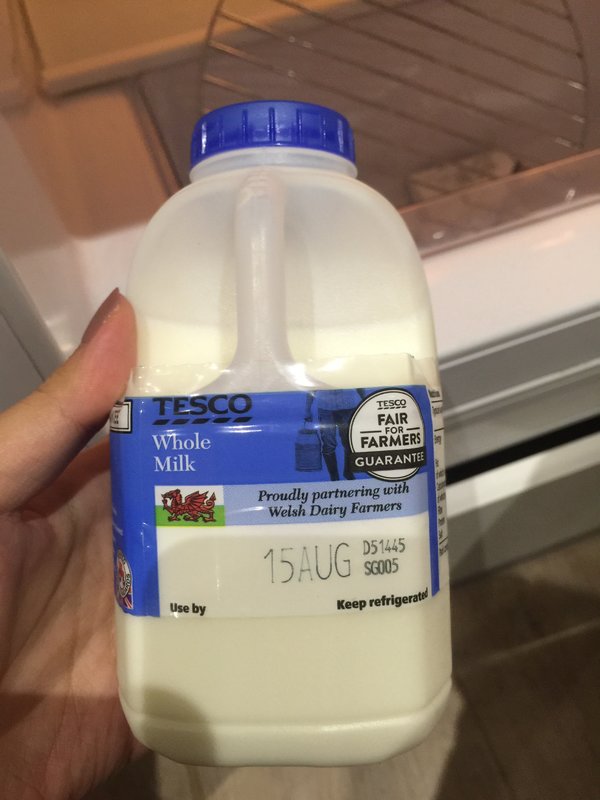 TESCO
Whole
Milk
TESCO
FAIR
FOR
FARMERS
GUARANTEE
Proudly partnering with
Welsh Dairy Farmers
15AUG
D51445
SG005
Use by
Keep refrigerated